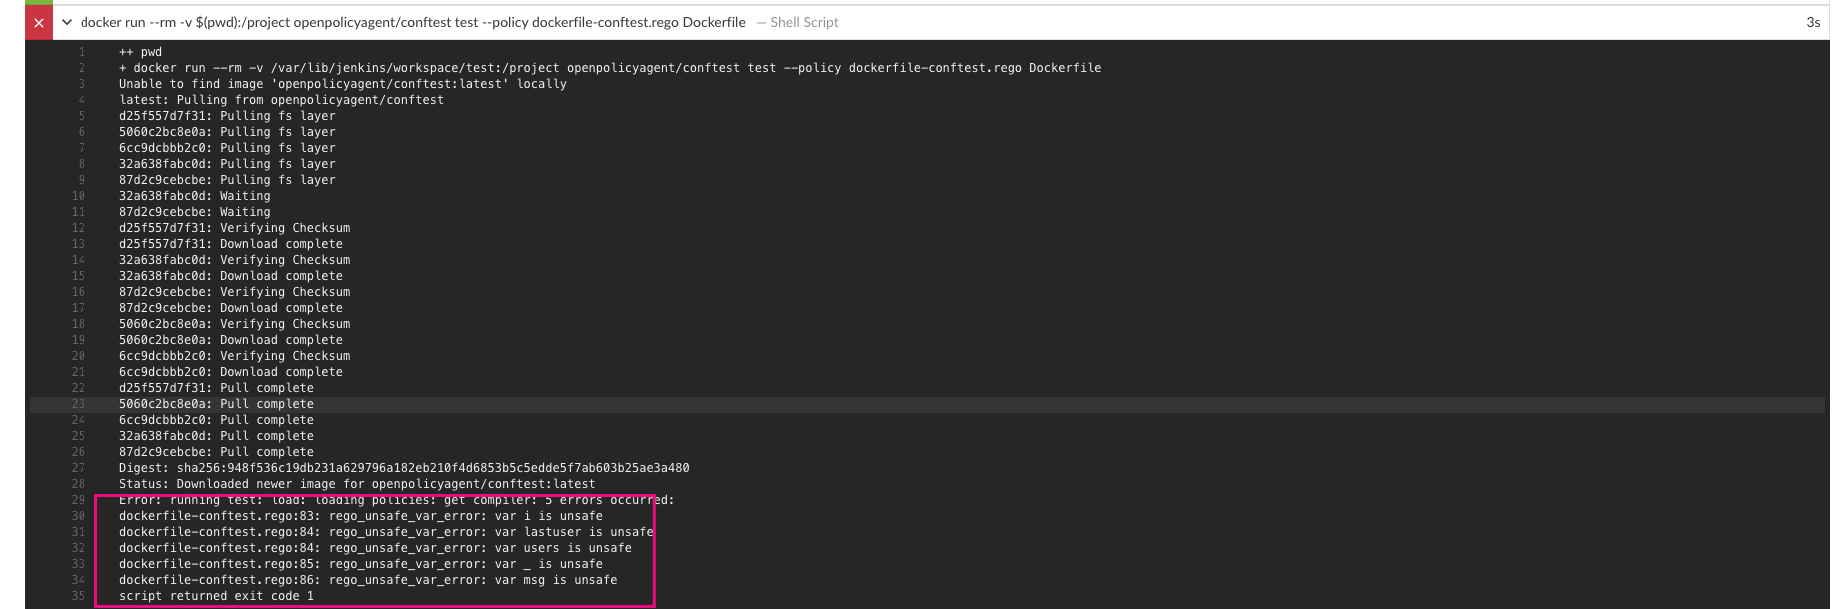 docker run --rm -v $(pwd):/project openpolicyagent/conftest test --policy dockerfile-conftest.rego Dockerfile — Shell Script 3s
1 ++ pwd
2 + docker run --rm -v /var/lib/jenkins/workspace/test:/project openpolicyagent/conftest test --policy dockerfile-conftest.rego Dockerfile
3 Unable to find image 'openpolicyagent/conftest:latest' locally
4 latest: Pulling from openpolicyagent/conftest
5 d25f557d7f31: Pulling fs layer
6 5060c2bc8e0a: Pulling fs layer
7 6cc9dcbbb2c0: Pulling fs layer
8 32a638fabc0d: Pulling fs layer
9 87d2c9cebcbe: Pulling fs layer
10 32a638fabc0d: Waiting
11 87d2c9cebcbe: Waiting
12 d25f557d7f31: Verifying Checksum
13 d25f557d7f31: Download complete
14 32a638fabc0d: Verifying Checksum
15 32a638fabc0d: Download complete
16 87d2c9cebcbe: Verifying Checksum
17 87d2c9cebcbe: Download complete
18 5060c2bc8e0a: Verifying Checksum
19 5060c2bc8e0a: Download complete
20 6cc9dcbbb2c0: Verifying Checksum
21 6cc9dcbbb2c0: Download complete
22 d25f557d7f31: Pull complete
23 5060c2bc8e0a: Pull complete
24 6cc9dcbbb2c0: Pull complete
25 32a638fabc0d: Pull complete
26 87d2c9cebcbe: Pull complete
27 Digest: sha256:948f536c19db231a629796a182eb210f4d6853b5c5edde5f7ab603b25ae3a480
28 Status: Downloaded newer image for openpolicyagent/conftest:latest
29 Error: running test: load: loading policies: get compiler: 5 errors occurred:
30 dockerfile-conftest.rego:83: rego_unsafe_var_error: var i is unsafe
31 dockerfile-conftest.rego:84: rego_unsafe_var_error: var lastuser is unsafe
32 dockerfile-conftest.rego:84: rego_unsafe_var_error: var users is unsafe
33 dockerfile-conftest.rego:85: rego_unsafe_var_error: var _ is unsafe
34 dockerfile-conftest.rego:86: rego_unsafe_var_error: var msg is unsafe
35 script returned exit code 1